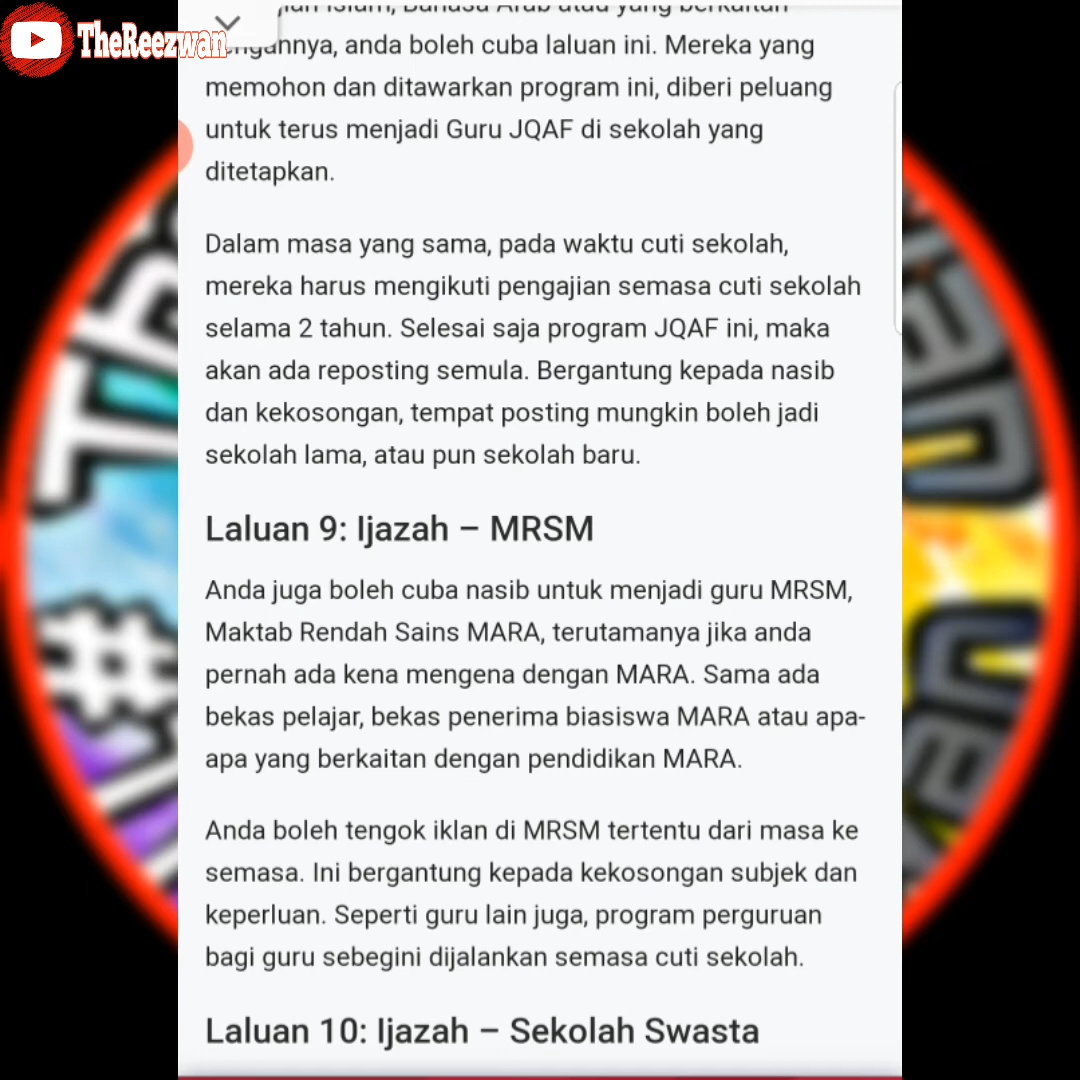 TheReezwan
Islam, Bahasa Arab atau yang berkaitan
anda boleh cuba laluan ini. Mereka yang
memohon dan ditawarkan program ini, diberi peluang
untuk terus menjadi Guru JQAF di sekolah yang
ditetapkan.
Dalam masa yang sama, pada waktu cuti sekolah,
mereka harus mengikuti pengajian semasa cuti sekolah
selama 2 tahun. Selesai saja program JQAF ini, maka
akan ada reposting semula. Bergantung kepada nasib
dan kekosongan, tempat posting mungkin boleh jadi
sekolah lama, atau pun sekolah baru.
Laluan 9: Ijazah – MRSM
Anda juga boleh cuba nasib untuk menjadi guru MRSM,
Maktab Rendah Sains MARA, terutamanya jika anda
pernah ada kena mengena dengan MARA. Sama ada
bekas pelajar, bekas penerima biasiswa MARA atau apa-
apa yang berkaitan dengan pendidikan MARA.
Anda boleh tengok iklan di MRSM tertentu dari masa ke
semasa. Ini bergantung kepada kekosongan subjek dan
keperluan. Seperti guru lain juga, program perguruan
bagi guru sebegini dijalankan semasa cuti sekolah.
Laluan 10: Ijazah – Sekolah Swasta